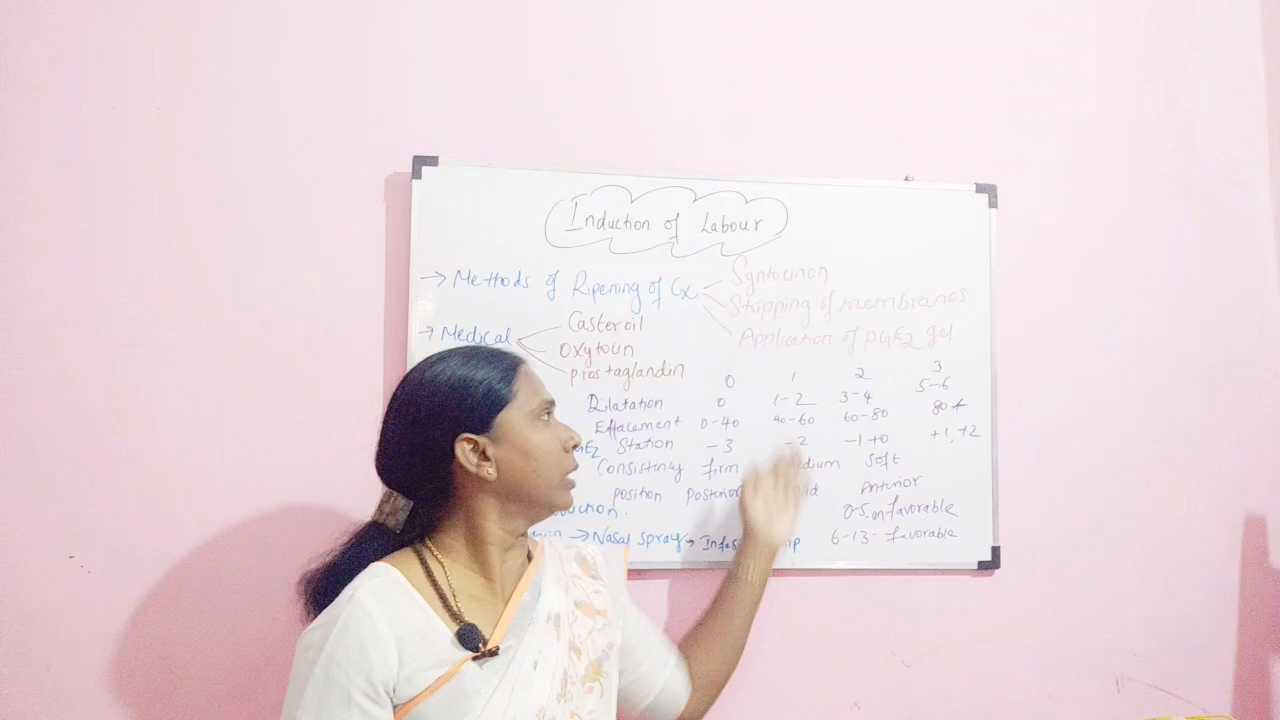 Induction of Labour
→ Methods of Ripening of Cx
Syntocinon
Stripping of membranes
Application of PGE2 gel
→ Medical
Casteroil
Oxytocin
prostaglandin
0 1 2 3
Dilatation 0 1-2 3-4 5-6
Effacement 0-40 40-60 60-80 80+
Station -3 -2 -1+0 +1,+2
Consistency firm soft
position Posterior Anterior
0-5-unfavorable
→ Nasal spray →
6-13- favorable